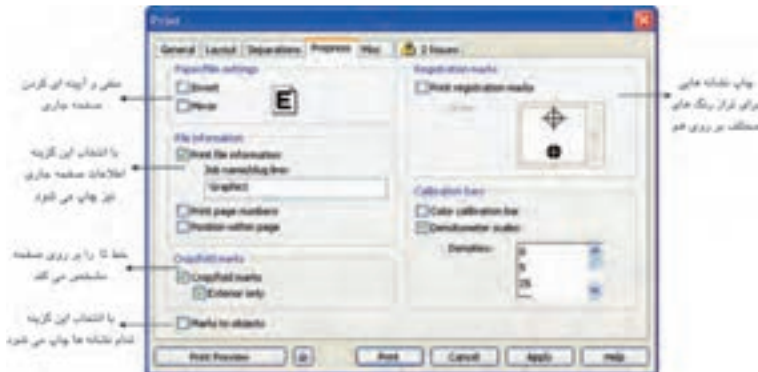 Print
General Layout Separations Prepress Misc 2 Issues
Paper/film settings
Invert
Mirror
E
File information
Print file information
Job name/slug line:
Graphic1
Print page numbers
Position within page
Crop/fold marks
Crop/fold marks
Exterior only
Marks to objects
Registration marks
Print registration marks
Calibration bars
Color calibration bar
Densitometer scales
Densities:
Print Preview Print Cancel Apply Help
منفی و آیینه ای کردن
صفحه جاری
با انتخاب این گزینه
اطلاعات صفحه جاری
نیز چاپ می شود
خط تا را بر روی صفحه
مشخص می کند
با انتخاب این گزینه
تمام نشانه ها چاپ می شود
چاپ نشانه هایی
برای تراز رنگ های
مختلف بر روی هم